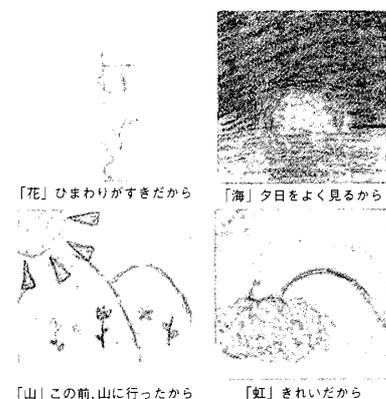 「花」ひまわりがすきだから
「海」夕日をよく見るから
「山」この前,山に行ったから
「虹」きれいだから